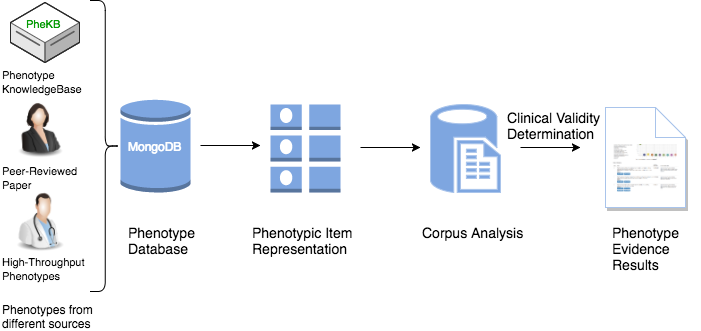 PheKB
Phenotype
KnowledgeBase
Peer-Reviewed
Paper
High-Throughput
Phenotypes
Phenotypes from
different sources
MongoDB
Phenotype
Database
Phenotypic Item
Representation
Corpus Analysis
Clinical Validity
Determination
Phenotype
Evidence
Results